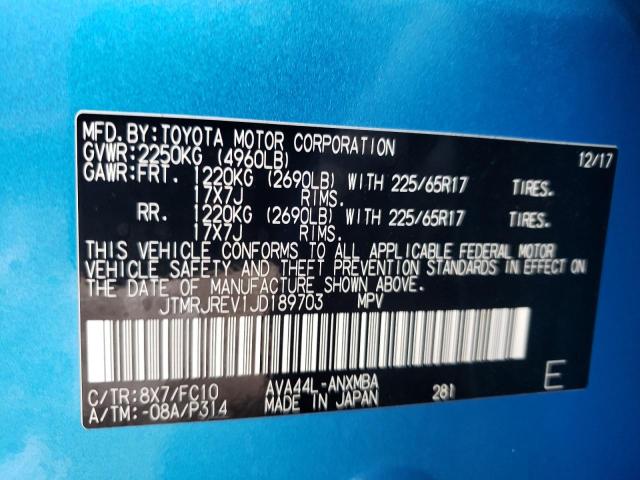 MFD. BY: TOYOTA MOTOR CORPORATION 12/17
GVWR: 2250KG (4960LB)
GAWR: FRT. 1220KG (2690LB) WITH 225/65R17 TIRES.
17X7J RIMS.
RR. 1220KG (2690LB) WITH 225/65R17 TIRES.
17X7J RIMS.
THIS VEHICLE CONFORMS TO ALL APPLICABLE FEDERAL MOTOR
VEHICLE SAFETY AND THEFT PREVENTION STANDARDS IN EFFECT ON
THE DATE OF MANUFACTURE SHOWN ABOVE.
JTMRJREV1JD189703 MPV
C/TR: 8X7/FC10 AVA44L-ANXMBA 281 E
A/TM: -08A/P314 MADE IN JAPAN